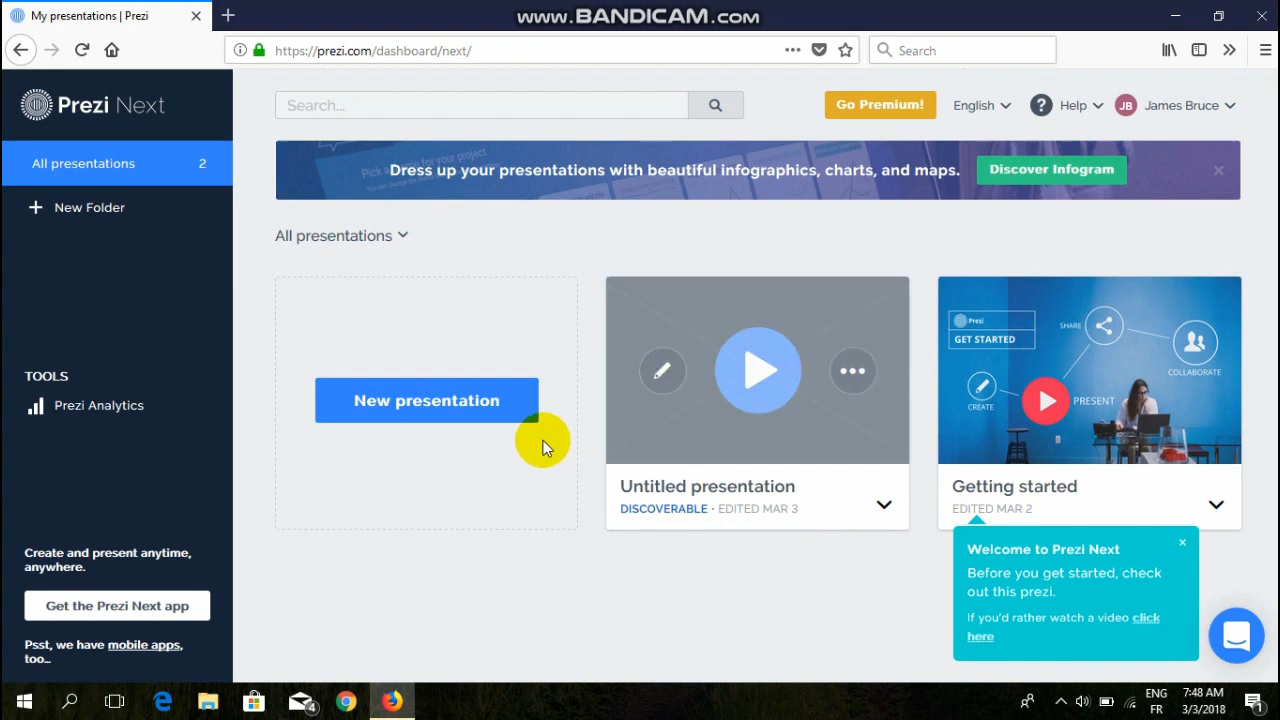 My presentations | Prezi
www.BANDICAM.com
https://prezi.com/dashboard/next/
Search
Prezi Next
Search...
Go Premium!
English
? Help
JB James Bruce
All presentations 2
New Folder
Dress up your presentations with beautiful infographics, charts, and maps.
Discover Infogram
All presentations
New presentation
Prezi
GET STARTED
SHARE
COLLABORATE
CREATE
PRESENT
TOOLS
Prezi Analytics
Untitled presentation
DISCOVERABLE - EDITED MAR 3
Getting started
EDITED MAR 2
Welcome to Prezi Next
Before you get started, check
out this prezi.
If you'd rather watch a video click
here
Create and present anytime,
anywhere.
Get the Prezi Next app
Psst, we have mobile apps,
too...
4
ENG
FR
7:48 AM
3/3/2018
1